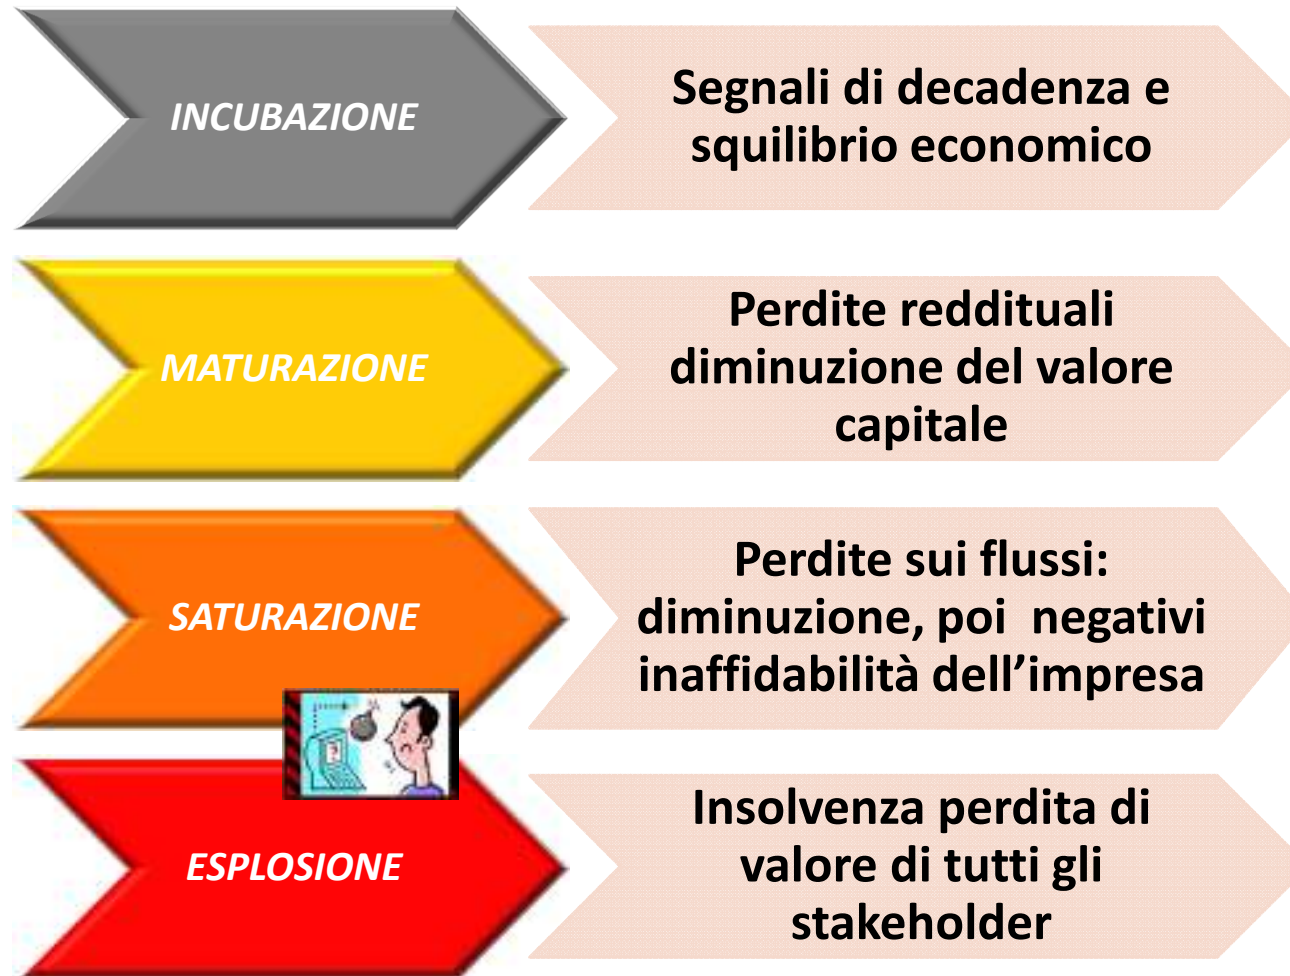 INCUBAZIONE
Segnali di decadenza e
squilibrio economico
MATURAZIONE
Perdite reddituali
diminuzione del valore
capitale
SATURAZIONE
Perdite sui flussi:
diminuzione, poi  negativi
inaffidabilità dell’impresa
?
ESPLOSIONE
Insolvenza perdita di
valore di tutti gli
stakeholder